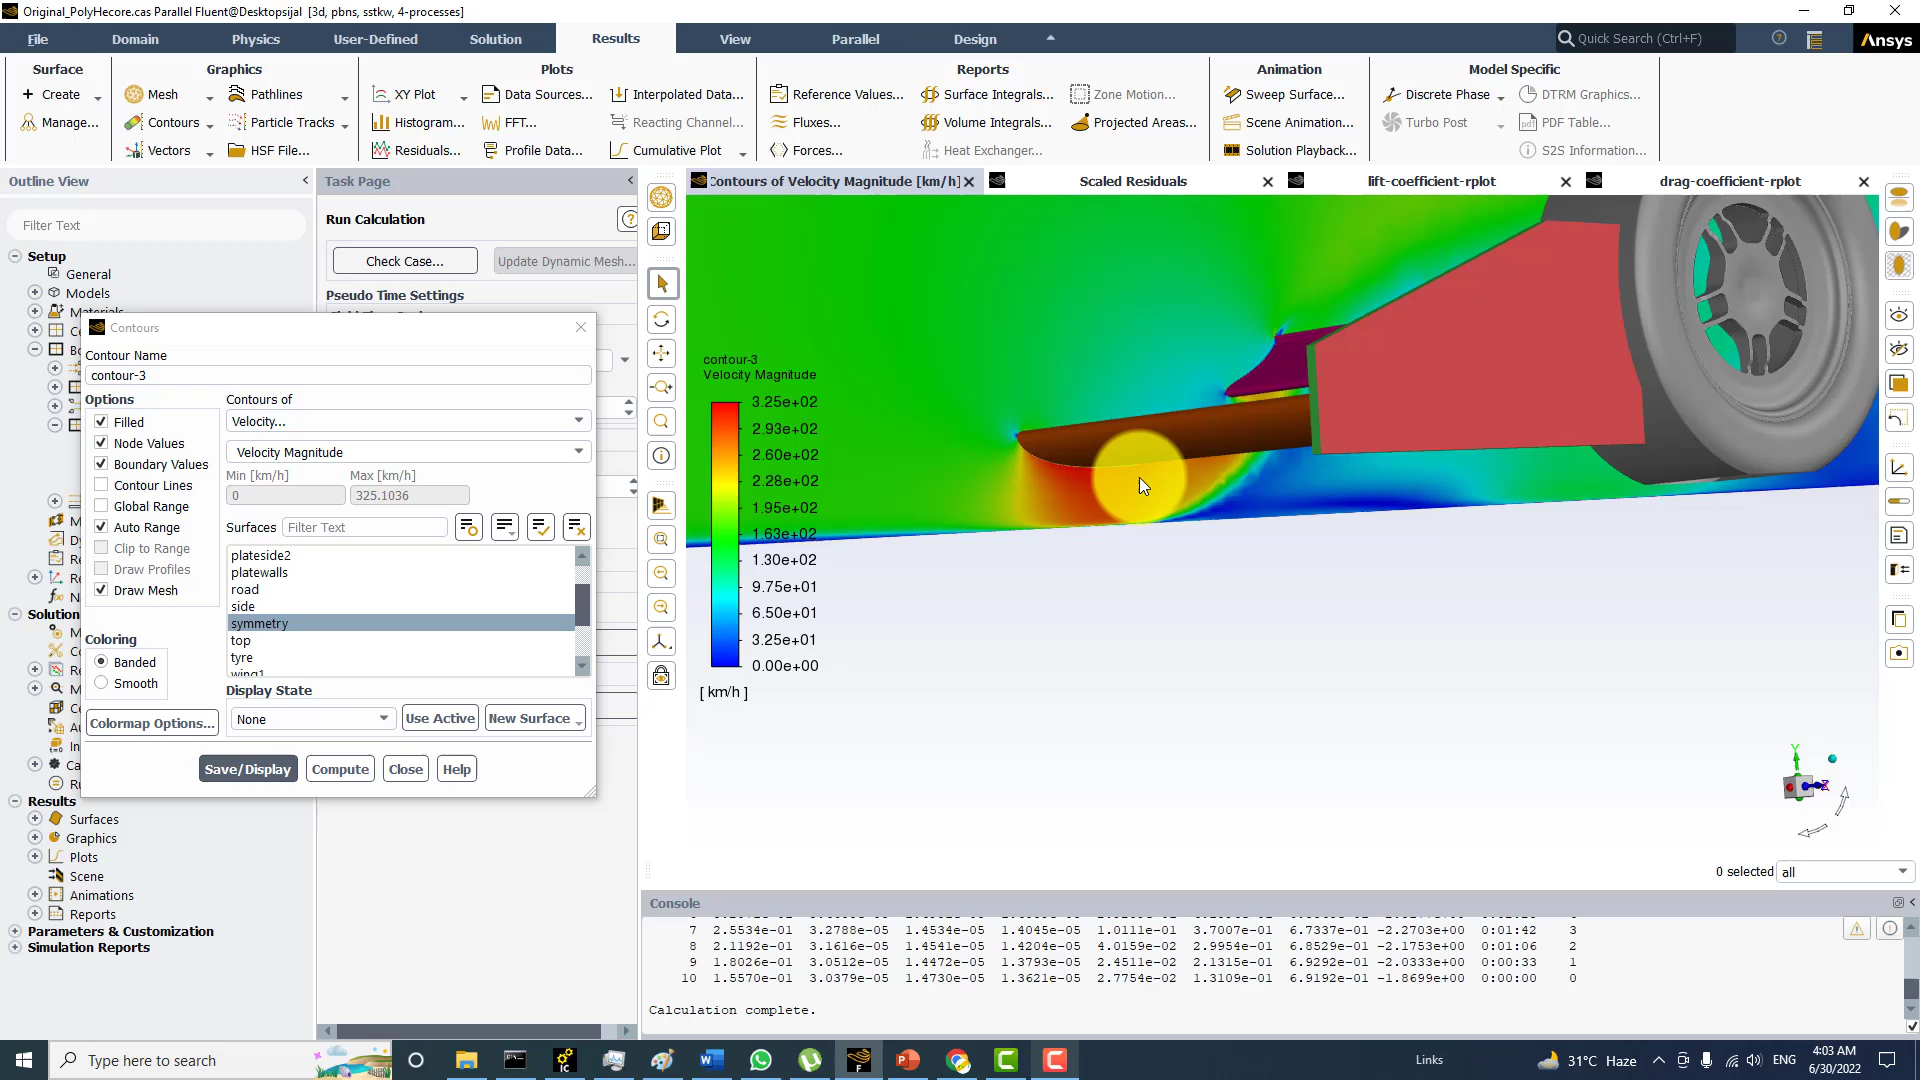 Original_PolyHecore.cas Parallel Fluent@Desktopsijal [3d, pbns, sstkw, 4-processes]
File Domain Physics User-Defined Solution Results View Parallel Design Quick Search (Ctrl+F) Ansys
Surface Graphics Plots Reports Animation Model Specific
Create Mesh Pathlines XY Plot Data Sources... Interpolated Data... Reference Values... Surface Integrals... Zone Motion... Sweep Surface... Discrete Phase DTRM Graphics...
Manage... Contours Particle Tracks Histogram... FFT... Reacting Channel... Fluxes... Volume Integrals... Projected Areas... Scene Animation... Turbo Post PDF Table...
Vectors HSF File... Residuals... Profile Data... Cumulative Plot Forces... Heat Exchanger... Solution Playback... S2S Information...
Outline View
Filter Text
Setup
General
Models
Results
Surfaces
Graphics
Plots
Scene
Animations
Reports
Parameters & Customization
Simulation Reports
Task Page
Run Calculation
Check Case... Update Dynamic Mesh...
Pseudo Time Settings
Contours
Contour Name
contour-3
Options
Filled
Node Values
Boundary Values
Contour Lines
Global Range
Auto Range
Clip to Range
Draw Profiles
Draw Mesh
Coloring
Banded
Smooth
Colormap Options...
Contours of
Velocity...
Velocity Magnitude
Min [km/h] Max [km/h]
0 325.1036
Surfaces Filter Text
plateside2
platewalls
road
side
symmetry
top
tyre
wing1
Display State
None Use Active New Surface
Save/Display Compute Close Help
Contours of Velocity Magnitude [km/h] Scaled Residuals lift-coefficient-rplot drag-coefficient-rplot
contour-3
Velocity Magnitude
3.25e+02
2.93e+02
2.60e+02
2.28e+02
1.95e+02
1.63e+02
1.30e+02
9.75e+01
6.50e+01
3.25e+01
0.00e+00
[ km/h ]
Y
Z
0 selected all
Console
7 2.5534e-01 3.2788e-05 1.4534e-05 1.4045e-05 1.0111e-01 3.7007e-01 6.7337e-01 -2.2703e+00 0:01:42 3
8 2.1192e-01 3.1616e-05 1.4541e-05 1.4204e-05 4.0159e-02 2.9954e-01 6.8529e-01 -2.1753e+00 0:01:06 2
9 1.8026e-01 3.0512e-05 1.4472e-05 1.3793e-05 2.4511e-02 2.1315e-01 6.9292e-01 -2.0333e+00 0:00:33 1
10 1.5570e-01 3.0379e-05 1.4730e-05 1.3621e-05 2.7754e-02 1.3109e-01 6.9192e-01 -1.8699e+00 0:00:00 0
Calculation complete.
Type here to search
Links
31°C Haze
ENG
4:03 AM
6/30/2022